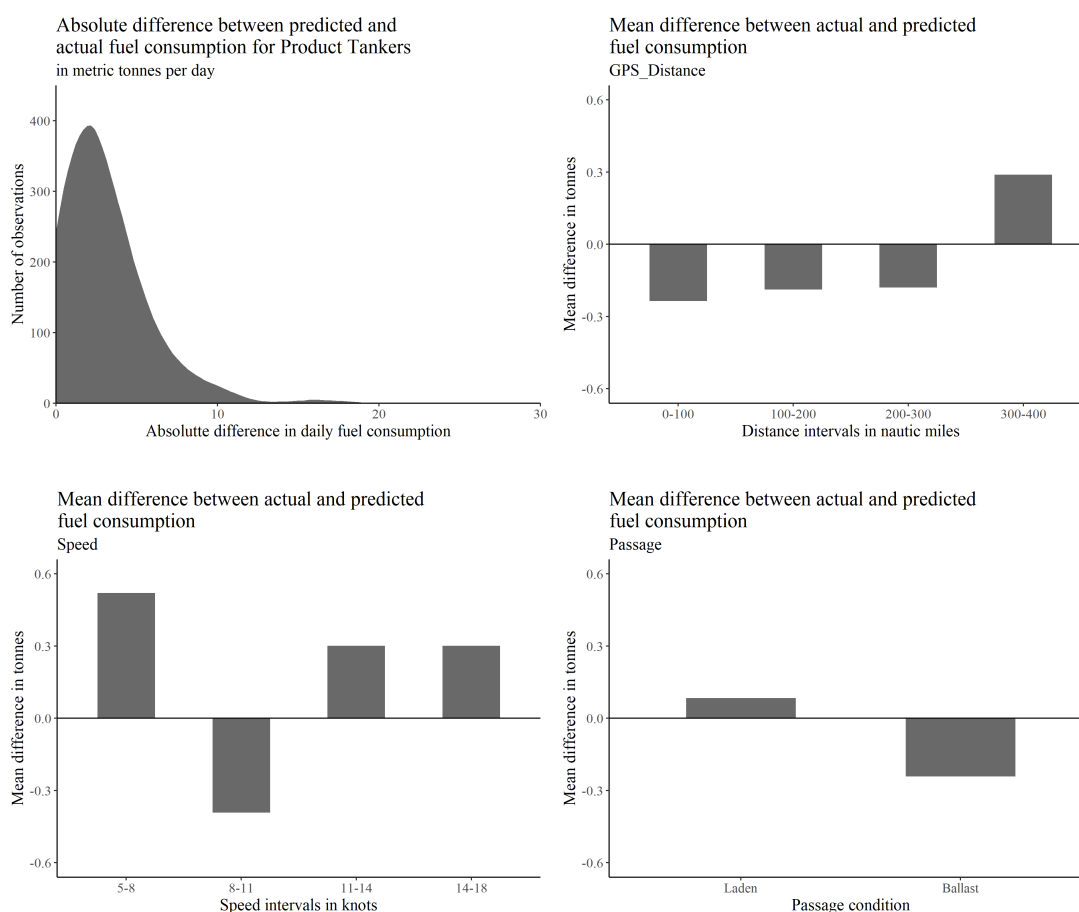 Absolute difference between predicted and
actual fuel consumption for Product Tankers
in metric tonnes per day
Number of observations
400
300
200
100
0
0 10 20 30
Absolutte difference in daily fuel consumption
Mean difference between actual and predicted
fuel consumption
GPS_Distance
Mean difference in tonnes
0.6
0.3
0.0
-0.3
-0.6
0-100 100-200 200-300 300-400
Distance intervals in nautic miles
Mean difference between actual and predicted
fuel consumption
Speed
Mean difference in tonnes
0.6
0.3
0.0
-0.3
-0.6
5-8 8-11 11-14 14-18
Speed intervals in knots
Mean difference between actual and predicted
fuel consumption
Passage
Mean difference in tonnes
0.6
0.3
0.0
-0.3
-0.6
Laden Ballast
Passage condition